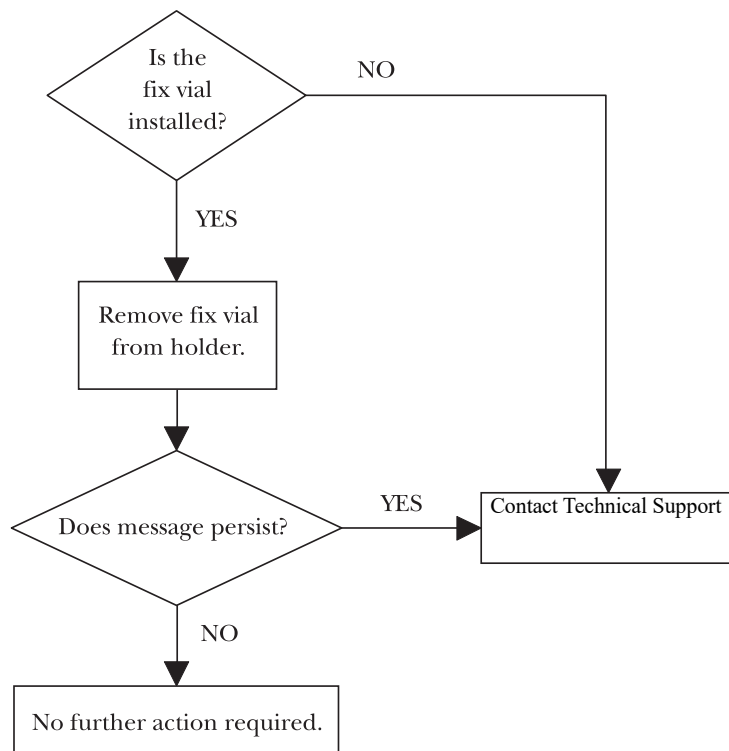 Is the
fix vial
installed?
NO
YES
Remove fix vial
from holder.
Does message persist?
YES
Contact Technical Support
NO
No further action required.